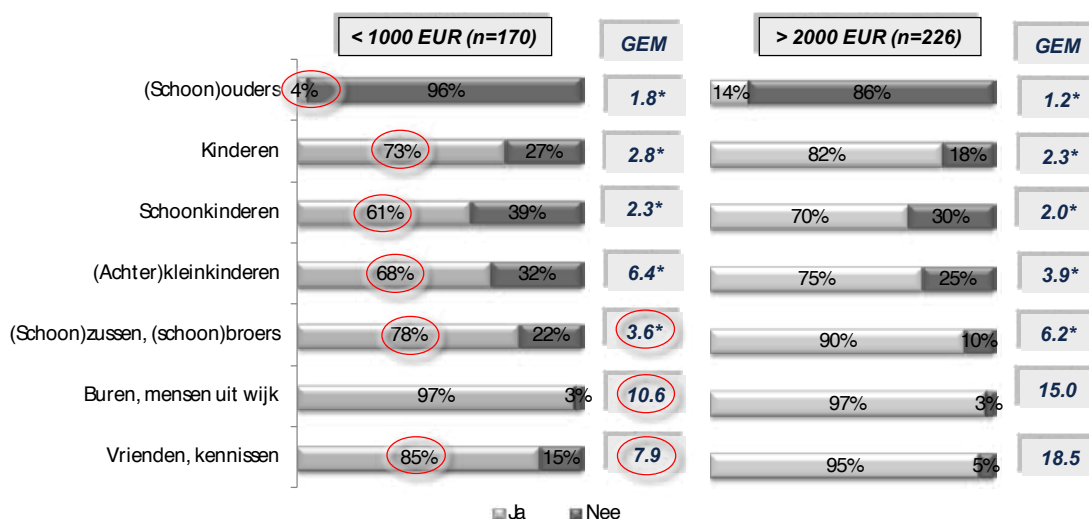 < 1000 EUR (n=170) GEM > 2000 EUR (n=226) GEM
(Schoon)ouders 4% 96% 1.8* 14% 86% 1.2*
Kinderen 73% 27% 2.8* 82% 18% 2.3*
Schoonkinderen 61% 39% 2.3* 70% 30% 2.0*
(Achter)kleinkinderen 68% 32% 6.4* 75% 25% 3.9*
(Schoon)zussen, (schoon)broers 78% 22% 3.6* 90% 10% 6.2*
Buren, mensen uit wijk 97% 3% 10.6 97% 3% 15.0
Vrienden, kennissen 85% 15% 7.9 95% 5% 18.5
Ja Nee